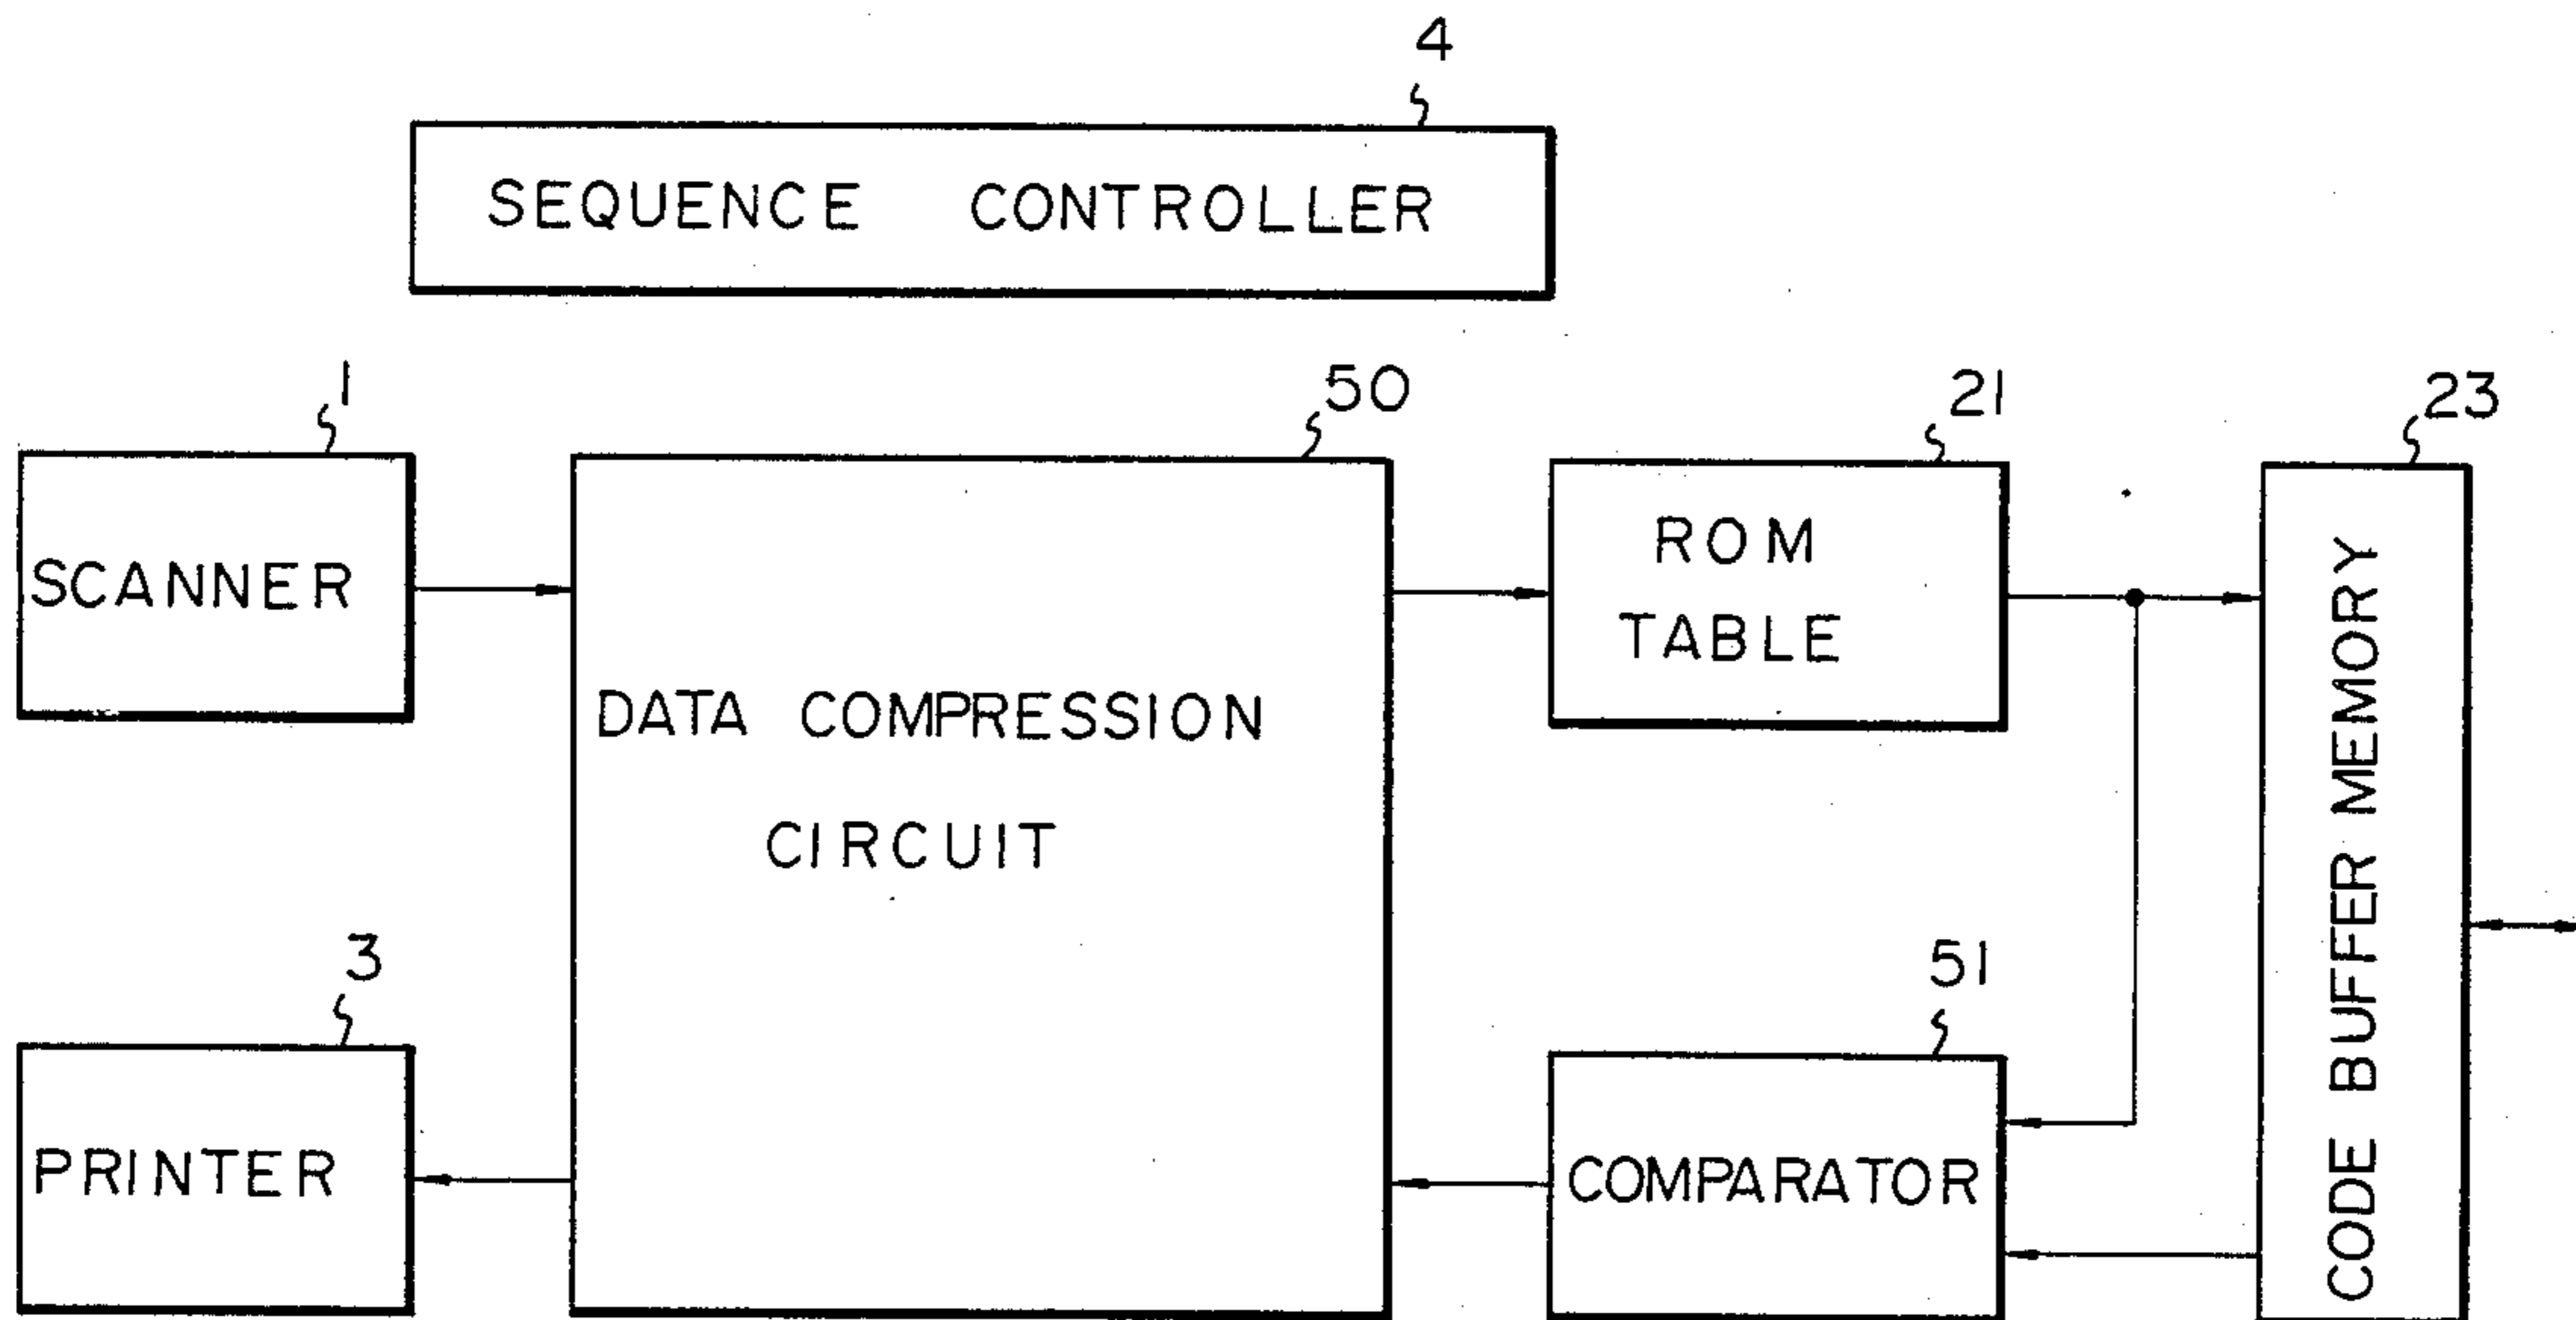 4
SEQUENCE CONTROLLER
1
50
21
23
SCANNER
ROM
TABLE
DATA COMPRESSION
CIRCUIT
CODE BUFFER MEMORY
3
51
PRINTER
COMPARATOR